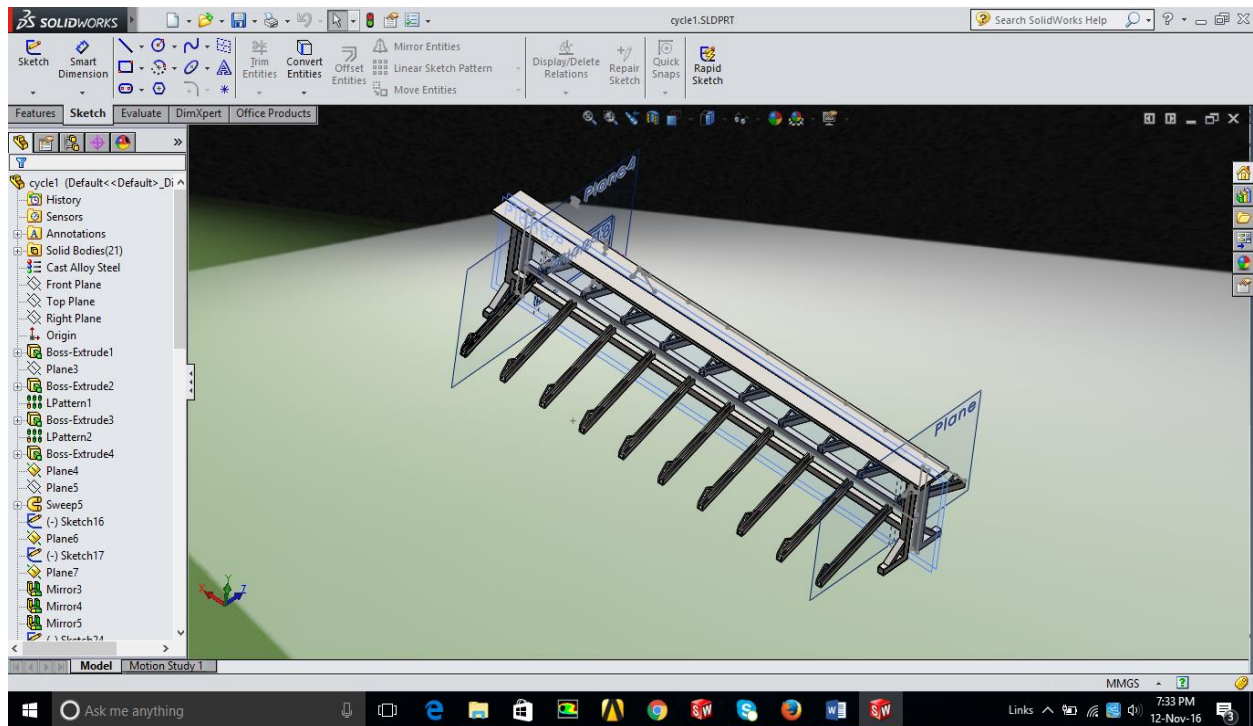 SOLIDWORKS
cycle1.SLDPRT
Search SolidWorks Help
Sketch
Smart Dimension
Trim Entities
Convert Entities
Offset Entities
Mirror Entities
Linear Sketch Pattern
Move Entities
Display/Delete Relations
Repair Sketch
Quick Snaps
Rapid Sketch
Features Sketch Evaluate DimXpert Office Products
cycle1 (Default<<Default>_Di
History
Sensors
Annotations
Solid Bodies(21)
Cast Alloy Steel
Front Plane
Top Plane
Right Plane
Origin
Boss-Extrude1
Plane3
Boss-Extrude2
LPattern1
Boss-Extrude3
LPattern2
Boss-Extrude4
Plane4
Plane5
Sweep5
(-) Sketch16
Plane6
(-) Sketch17
Plane7
Mirror3
Mirror4
Mirror5
(-) Sketch24
Plane4
Plane
X Y Z
Model Motion Study 1
MMGS
Ask me anything
Links
7:33 PM
12-Nov-16
3